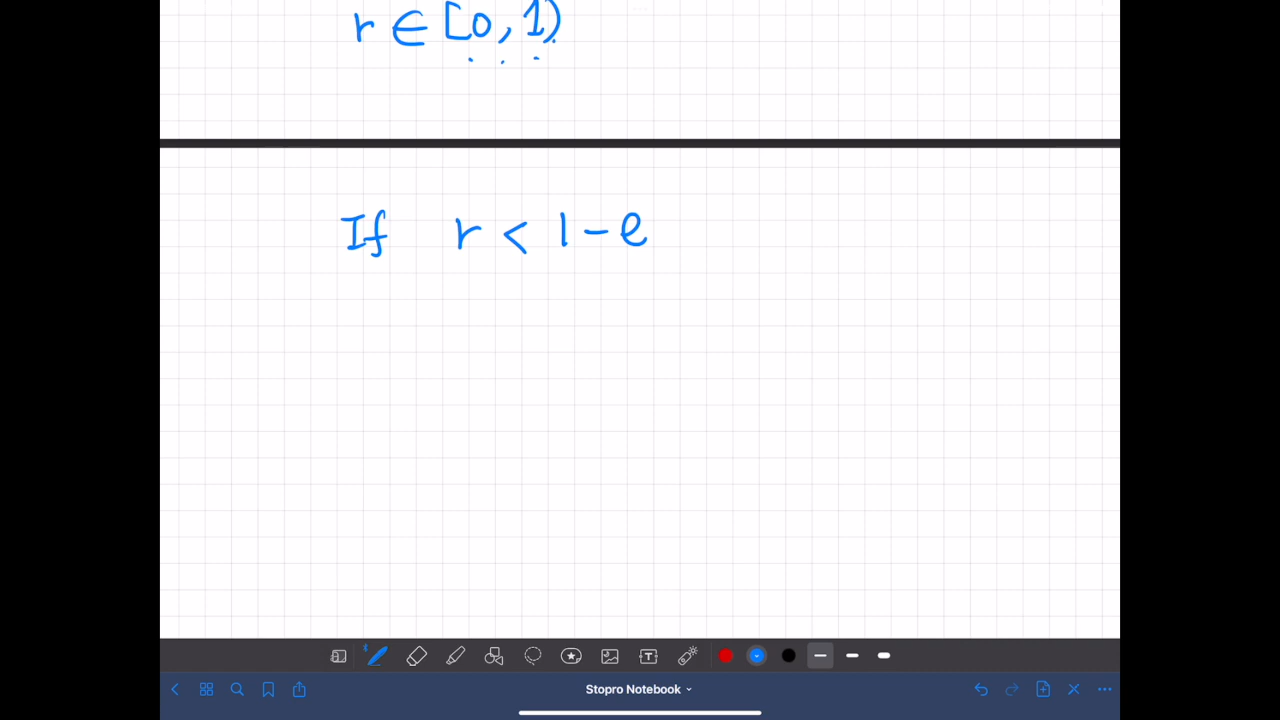 r ∈ [0, 1)
If r < 1 - e
Stopro Notebook